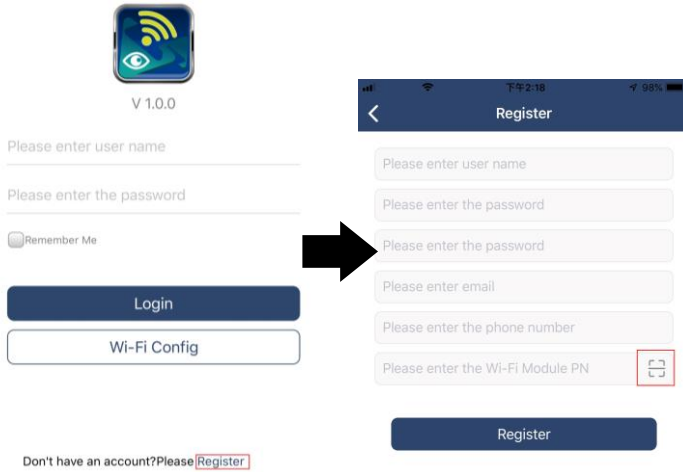 V 1.0.0
Please enter user name
Please enter the password
Remember Me
Login
Wi-Fi Config
Don't have an account?Please Register
下午2:18
98%
Register
Please enter user name
Please enter the password
Please enter the password
Please enter email
Please enter the phone number
Please enter the Wi-Fi Module PN
Register